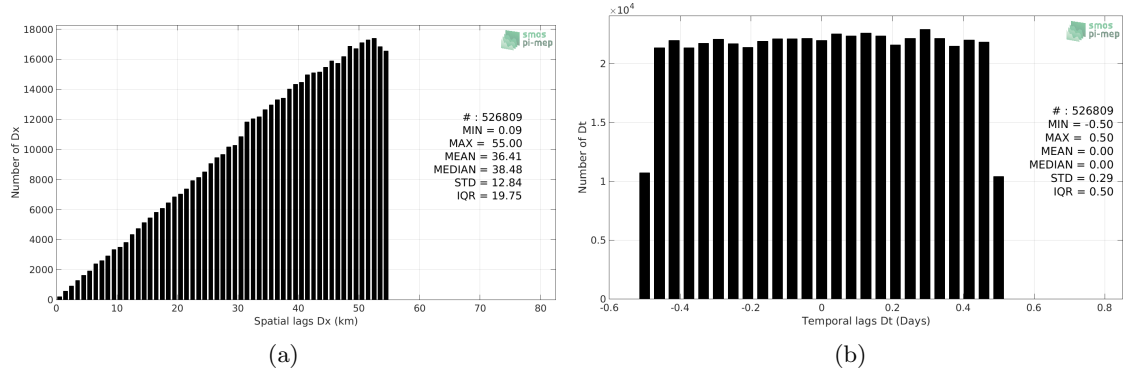 18000
16000
14000
12000
10000
8000
6000
4000
2000
0
Number of Dx
smos
pi-mep
# : 526809
MIN = 0.09
MAX = 55.00
MEAN = 36.41
MEDIAN = 38.48
STD = 12.84
IQR = 19.75
0 10 20 30 40 50 60 70 80
Spatial lags Dx (km)
(a)
×10⁴
2
1.5
1
0.5
0
Number of Dt
smos
pi-mep
# : 526809
MIN = -0.50
MAX = 0.50
MEAN = 0.00
MEDIAN = 0.00
STD = 0.29
IQR = 0.50
-0.6 -0.4 -0.2 0 0.2 0.4 0.6 0.8
Temporal lags Dt (Days)
(b)